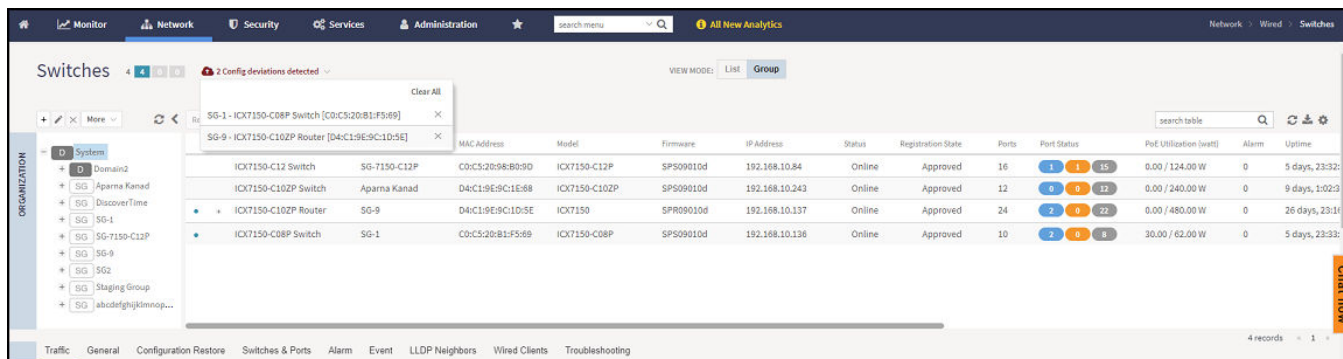 Monitor Network Security Services Administration search menu All New Analytics Network > Wired > Switches
Switches 4 4 0 0 2 Config deviations detected VIEW MODE: List Group
Clear All
SG-1 - ICX7150-C08P Switch [C0:C5:20:B1:F5:69] ×
SG-9 - ICX7150-C10ZP Router [D4:C1:9E:9C:1D:5E] ×
+ × More search table
MAC Address Model Firmware IP Address Status Registration State Ports Port Status PoE Utilization (watt) Alarm Uptime
ICX7150-C12 Switch SG-7150-C12P C0:C5:20:98:B0:9D ICX7150-C12P SPS09010d 192.168.10.84 Online Approved 16 1 1 15 0.00 / 124.00 W 0 5 days, 23:32:
ICX7150-C10ZP Switch Aparna Kanad D4:C1:9E:9C:1E:68 ICX7150-C10ZP SPS09010d 192.168.10.243 Online Approved 12 0 0 12 0.00 / 240.00 W 0 9 days, 1:02:3
ICX7150-C10ZP Router SG-9 D4:C1:9E:9C:1D:5E ICX7150 SPR09010d 192.168.10.137 Online Approved 24 2 0 22 0.00 / 480.00 W 0 26 days, 23:16
ICX7150-C08P Switch SG-1 C0:C5:20:B1:F5:69 ICX7150-C08P SPS09010d 192.168.10.136 Online Approved 10 2 0 8 30.00 / 62.00 W 0 5 days, 23:33:
ORGANIZATION
− D System
+ D Domain2
+ SG Aparna Kanad
+ SG DiscoverTime
+ SG SG-1
+ SG SG-7150-C12P
+ SG SG-9
+ SG SG2
+ SG Staging Group
+ SG abcdefghijklmnop...
Chat now
4 records 1
Traffic General Configuration Restore Switches & Ports Alarm Event LLDP Neighbors Wired Clients Troubleshooting